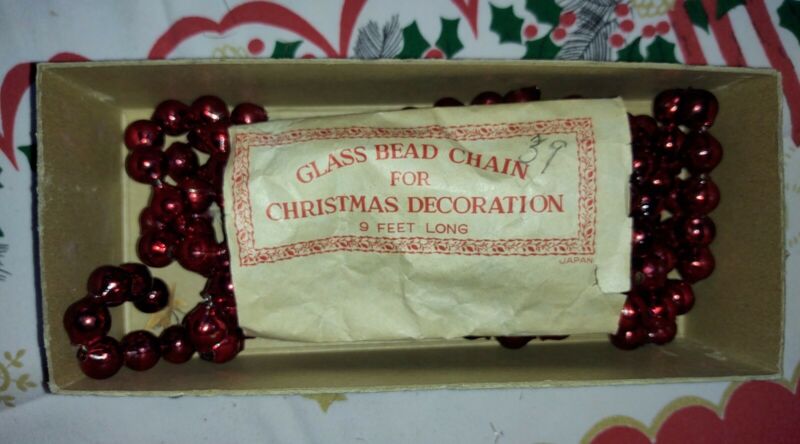 GLASS BEAD CHAIN
39
FOR
CHRISTMAS DECORATION
9 FEET LONG
JAPAN